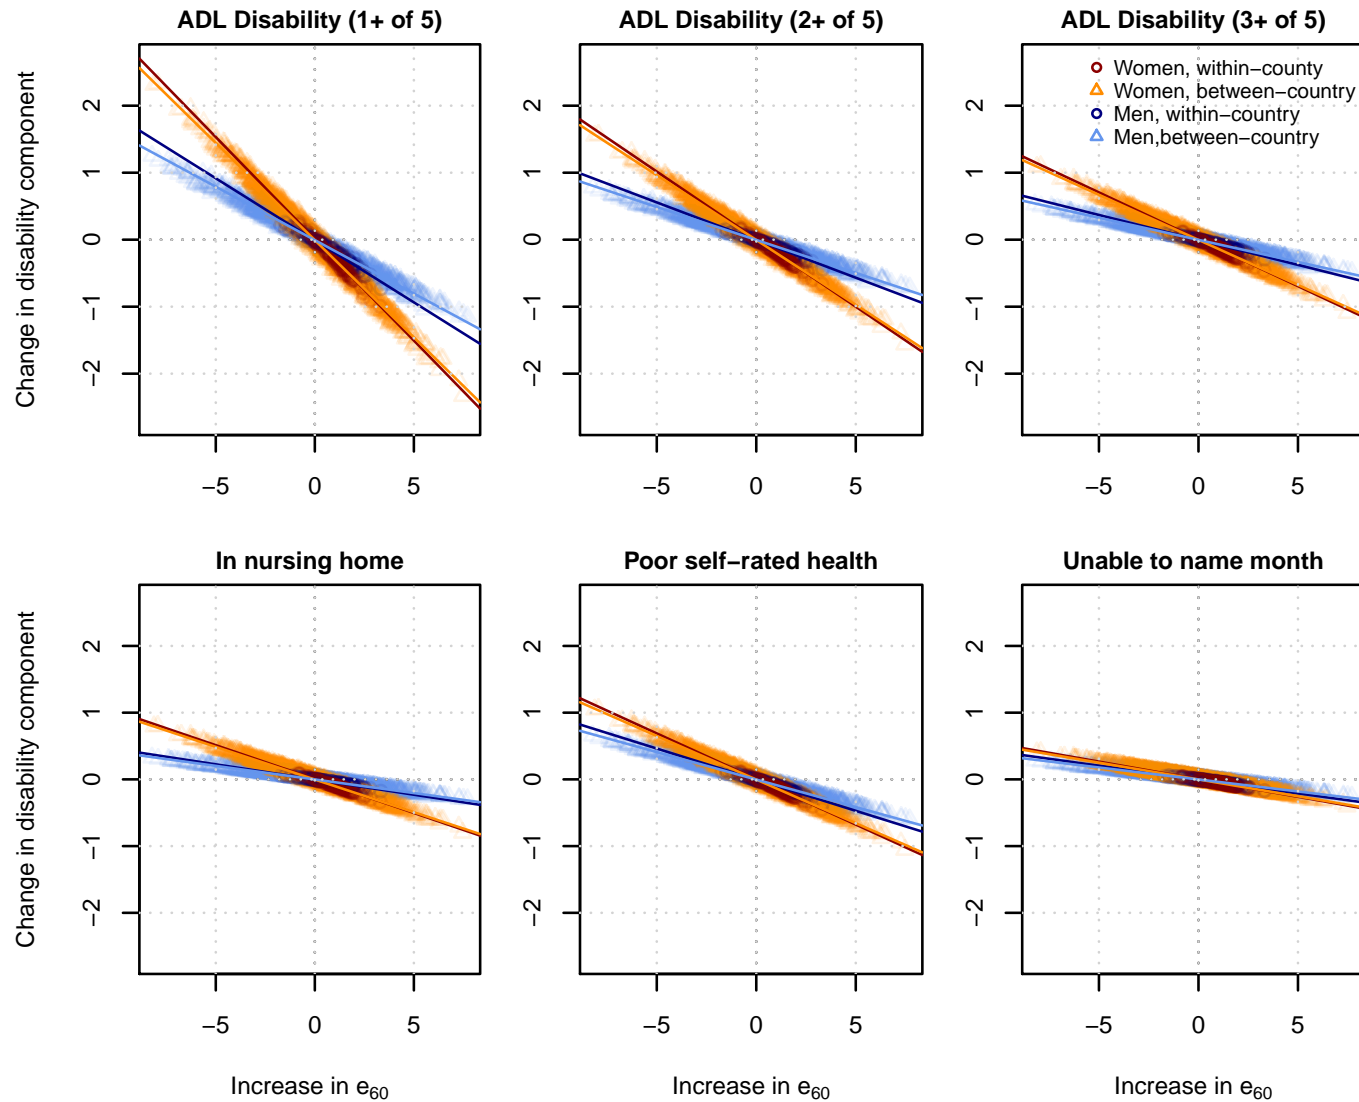 ADL Disability (1+ of 5)
ADL Disability (2+ of 5)
ADL Disability (3+ of 5)
Change in disability component
2
1
0
−1
−2
−5 0 5
2
1
0
−1
−2
−5 0 5
2
1
0
−1
−2
−5 0 5
Women, within−county
Women, between−country
Men, within−country
Men,between−country
In nursing home
Poor self−rated health
Unable to name month
Change in disability component
2
1
0
−1
−2
−5 0 5
Increase in e60
2
1
0
−1
−2
−5 0 5
Increase in e60
2
1
0
−1
−2
−5 0 5
Increase in e60